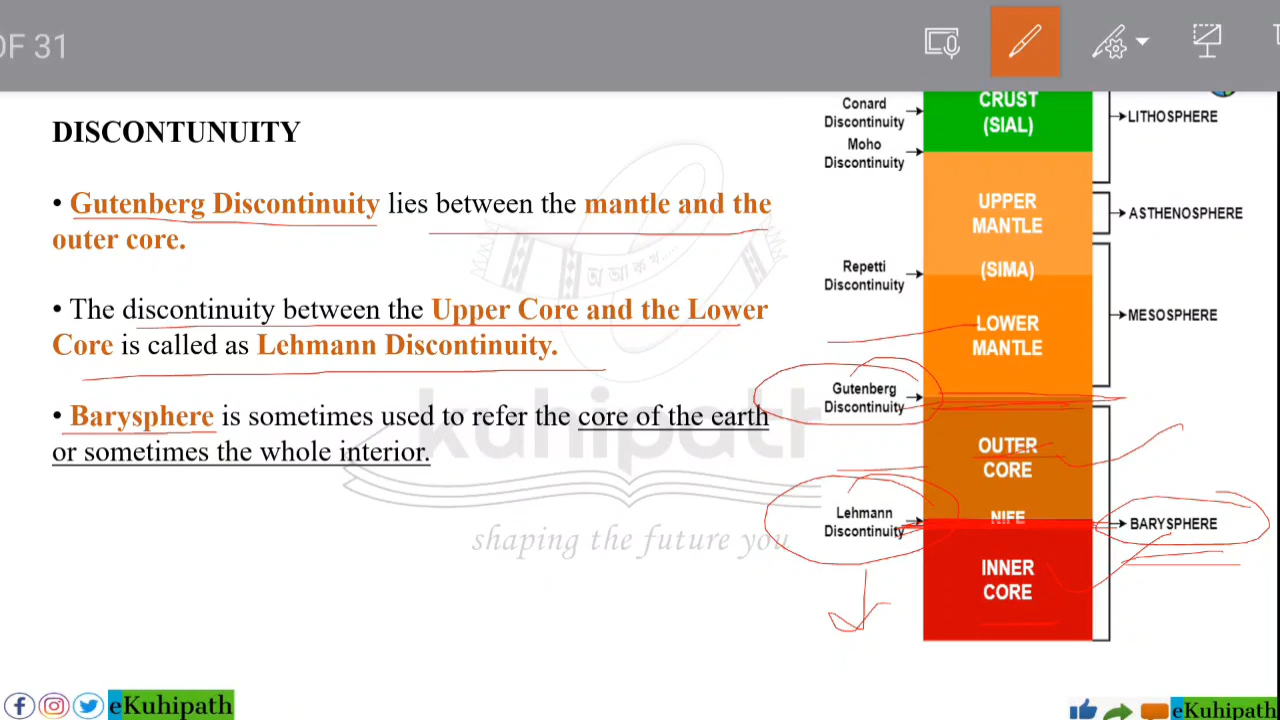 OF 31
DISCONTUNUITY
• Gutenberg Discontinuity lies between the mantle and the
outer core.
• The discontinuity between the Upper Core and the Lower
Core is called as Lehmann Discontinuity.
• Barysphere is sometimes used to refer the core of the earth
or sometimes the whole interior.
অ আ ক খ....
kuhipath
shaping the future you
Conard
Discontinuity
Moho
Discontinuity
Repetti
Discontinuity
Gutenberg
Discontinuity
Lehmann
Discontinuity
CRUST
(SIAL)
UPPER
MANTLE
(SIMA)
LOWER
MANTLE
OUTER
CORE
NIFE
INNER
CORE
LITHOSPHERE
ASTHENOSPHERE
MESOSPHERE
BARYSPHERE
eKuhipath
eKuhipath